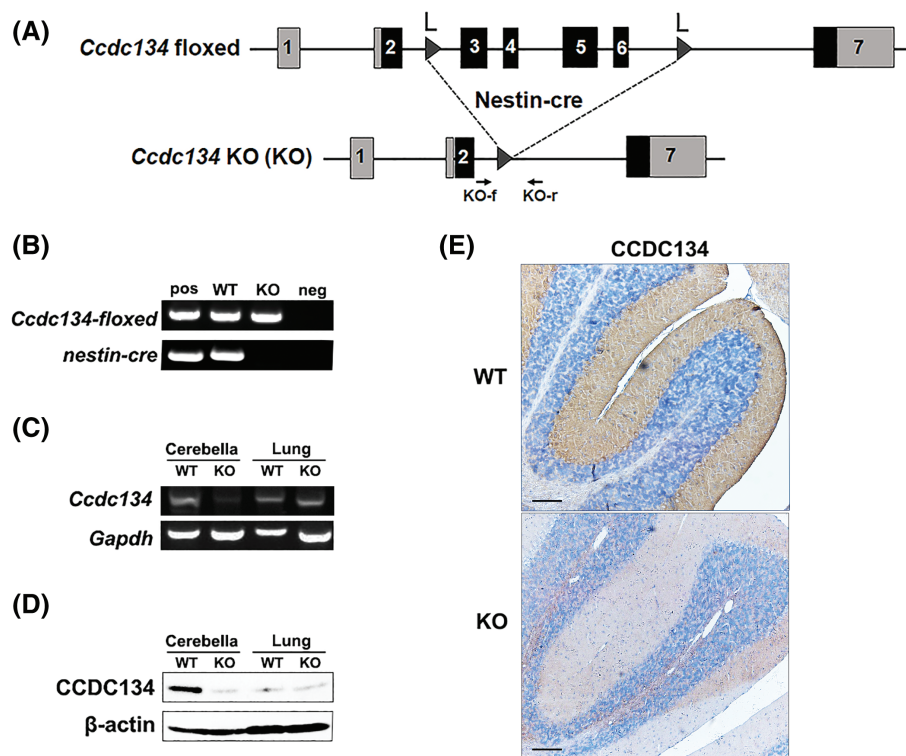 (A)
L L
Ccdc134 floxed 1 2 3 4 5 6 7
Nestin-cre
Ccdc134 KO (KO) 1 2 7
KO-f KO-r
(B)
pos WT KO neg
Ccdc134-floxed
nestin-cre
(C)
Cerebella Lung
WT KO WT KO
Ccdc134
Gapdh
(D)
Cerebella Lung
WT KO WT KO
CCDC134
β-actin
(E)
CCDC134
WT
KO